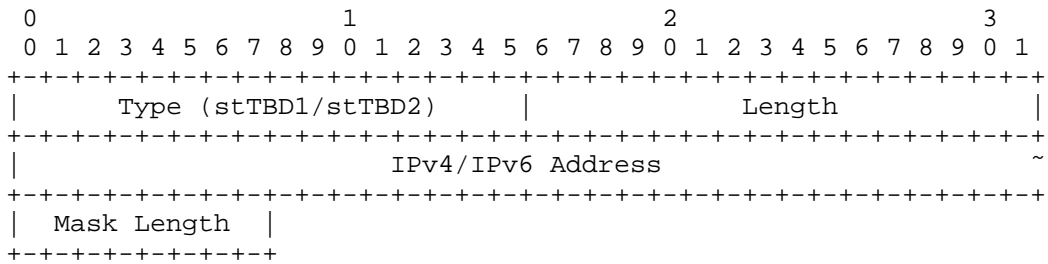 0                   1                   2                   3
 0 1 2 3 4 5 6 7 8 9 0 1 2 3 4 5 6 7 8 9 0 1 2 3 4 5 6 7 8 9 0 1
+-+-+-+-+-+-+-+-+-+-+-+-+-+-+-+-+-+-+-+-+-+-+-+-+-+-+-+-+-+-+-+-+
|      Type (stTBD1/stTBD2)     |             Length            |
+-+-+-+-+-+-+-+-+-+-+-+-+-+-+-+-+-+-+-+-+-+-+-+-+-+-+-+-+-+-+-+-+
|                       IPv4/IPv6 Address                       ~
+-+-+-+-+-+-+-+-+-+-+-+-+-+-+-+-+-+-+-+-+-+-+-+-+-+-+-+-+-+-+-+-+
|  Mask Length  |
+-+-+-+-+-+-+-+-+